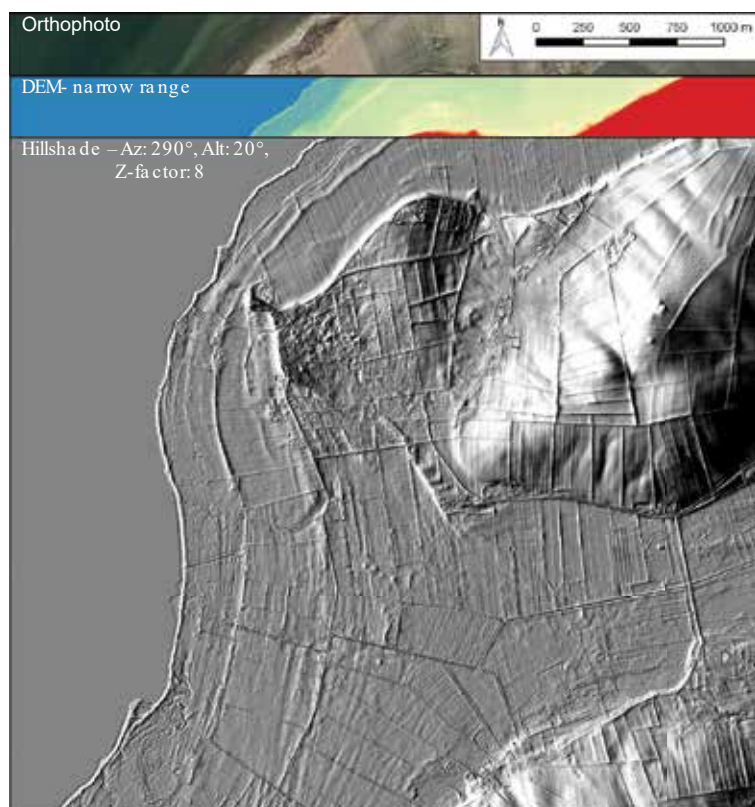 Orthophoto
N
0 250 500 750 1000 m
DEM- narrow range
Hillshade – Az: 290°, Alt: 20°,
Z-factor: 8